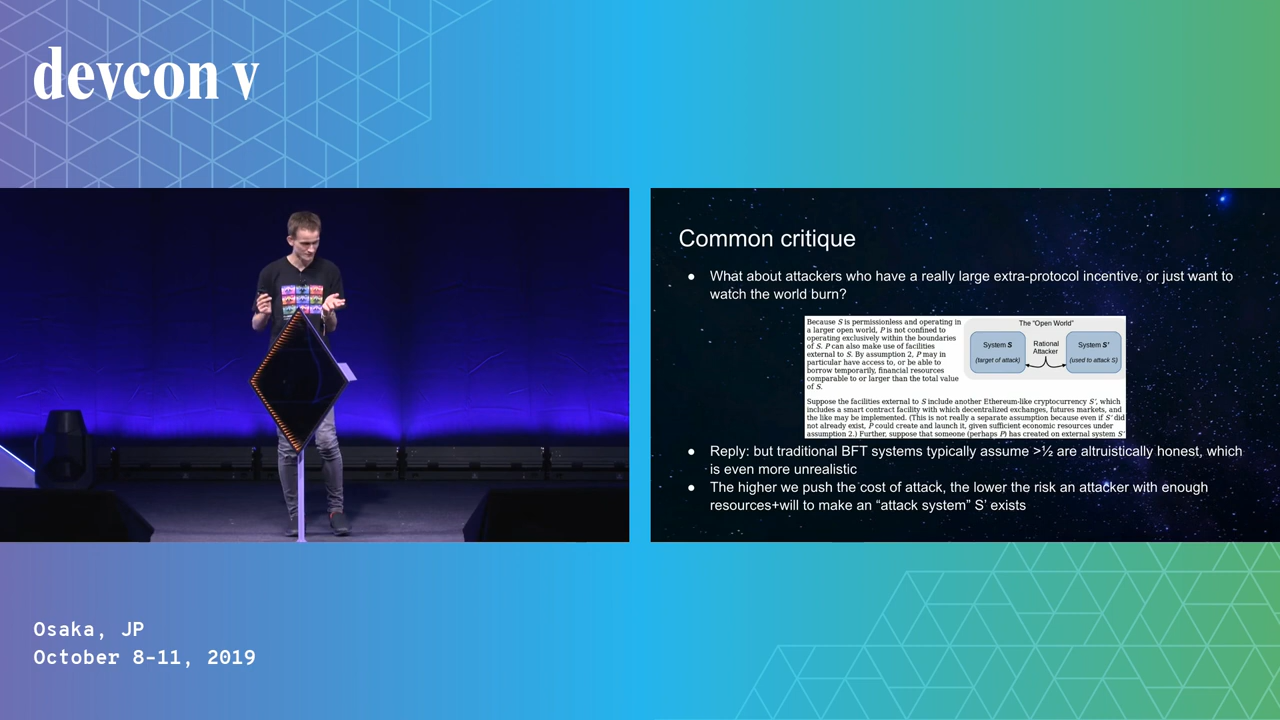 devcon v
Common critique
● What about attackers who have a really large extra-protocol incentive, or just want to
watch the world burn?
Because S is permissionless and operating in
a larger open world, P is not confined to
operating exclusively within the boundaries
of S. P can also make use of facilities
external to S. By assumption 2, P may in
particular have access to, or be able to
borrow temporarily, financial resources
comparable to or larger than the total value
of S.
The "Open World"
System S
(target of attack)
Rational
Attacker
System S'
(used to attack S)
Suppose the facilities external to S include another Ethereum-like cryptocurrency S', which
includes a smart contract facility with which decentralized exchanges, futures markets, and
the like may be implemented. (This is not really a separate assumption because even if S' did
not already exist, P could create and launch it, given sufficient economic resources under
assumption 2.) Further, suppose that someone (perhaps P) has created on external system S'
● Reply: but traditional BFT systems typically assume >½ are altruistically honest, which
is even more unrealistic
● The higher we push the cost of attack, the lower the risk an attacker with enough
resources+will to make an “attack system” S’ exists
Osaka, JP
October 8-11, 2019